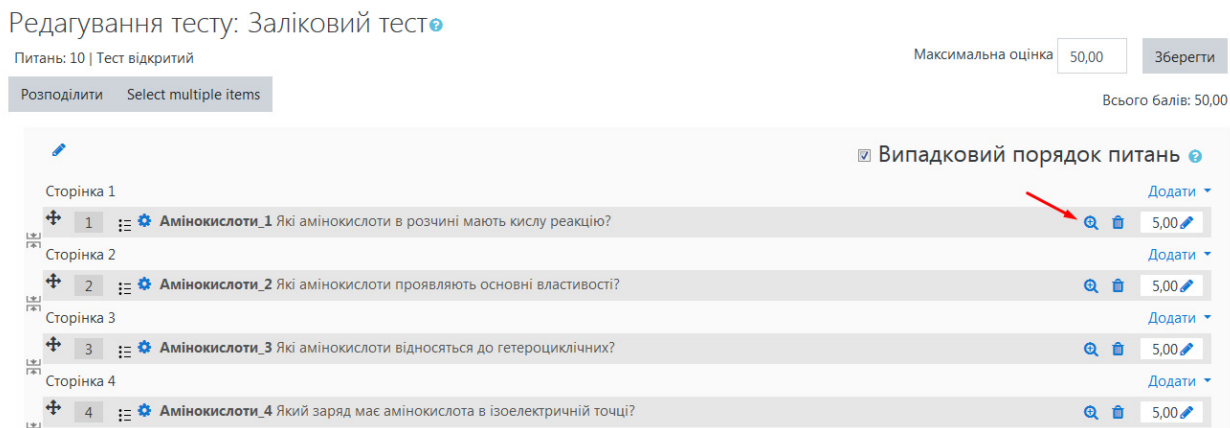 Редагування тесту: Заліковий тест
Питань: 10 | Тест відкритий
Максимальна оцінка 50,00 Зберегти
Розподілити Select multiple items
Всього балів: 50,00
Випадковий порядок питань
Сторінка 1 Додати
1 Амінокислоти_1 Які амінокислоти в розчині мають кислу реакцію? 5,00
Сторінка 2 Додати
2 Амінокислоти_2 Які амінокислоти проявляють основні властивості? 5,00
Сторінка 3 Додати
3 Амінокислоти_3 Які амінокислоти відносяться до гетероциклічних? 5,00
Сторінка 4 Додати
4 Амінокислоти_4 Який заряд має амінокислота в ізоелектричній точці? 5,00